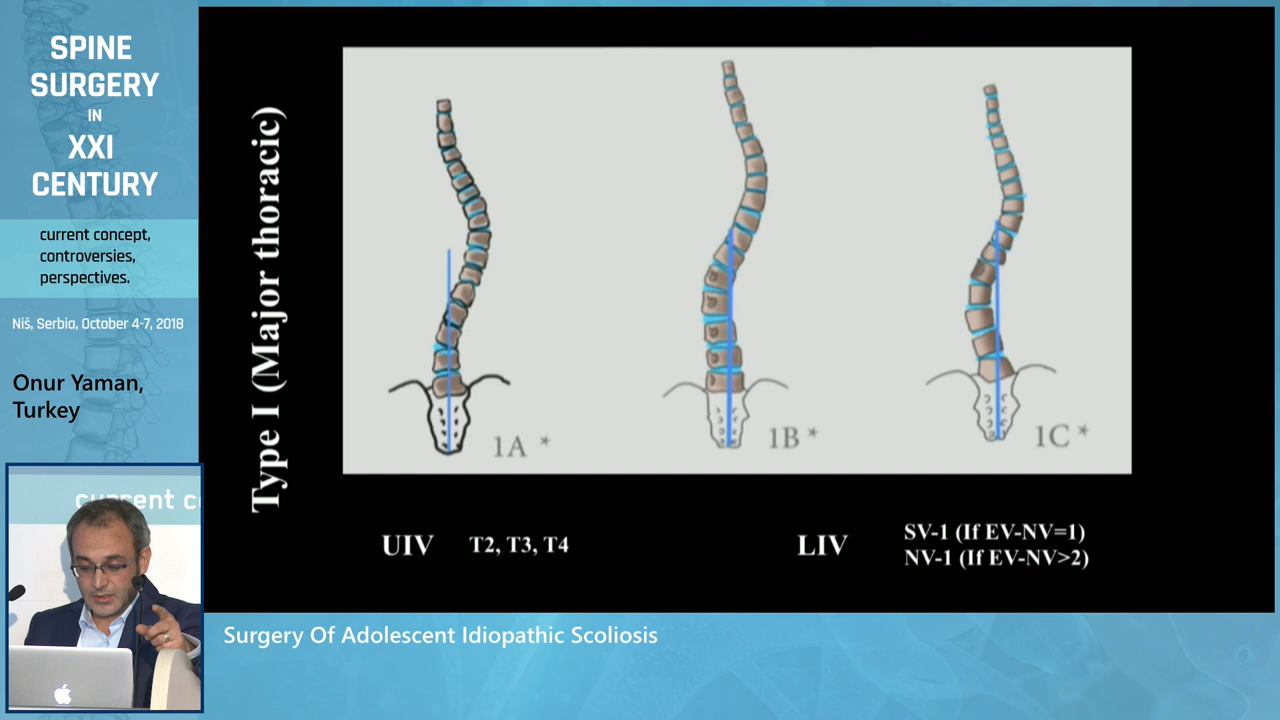 SPINE
SURGERY
IN
XXI
CENTURY
current concept,
controversies,
perspectives.
Niš, Serbia, October 4-7, 2018
Onur Yaman,
Turkey
current c
Type I (Major thoracic)
1A *
1B *
1C *
UIV T2, T3, T4
LIV
SV-1 (If EV-NV=1)
NV-1 (If EV-NV>2)
Surgery Of Adolescent Idiopathic Scoliosis